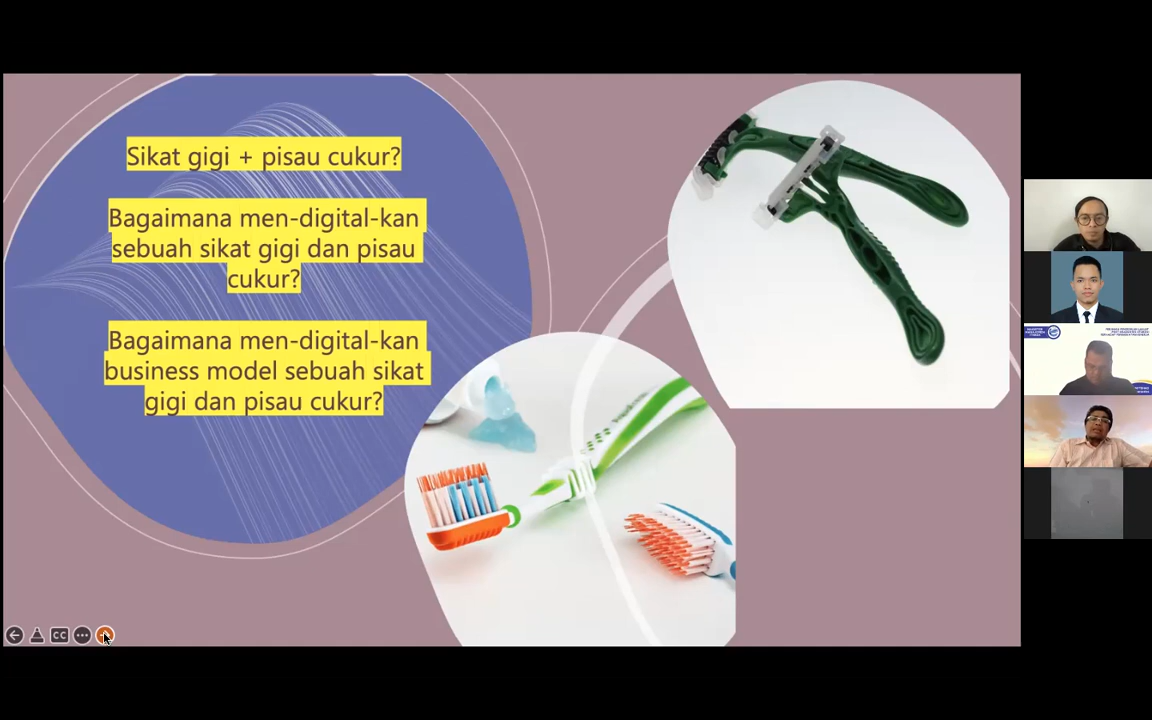 Sikat gigi + pisau cukur?
Bagaimana men-digital-kan
sebuah sikat gigi dan pisau
cukur?
Bagaimana men-digital-kan
business model sebuah sikat
gigi dan pisau cukur?
CC